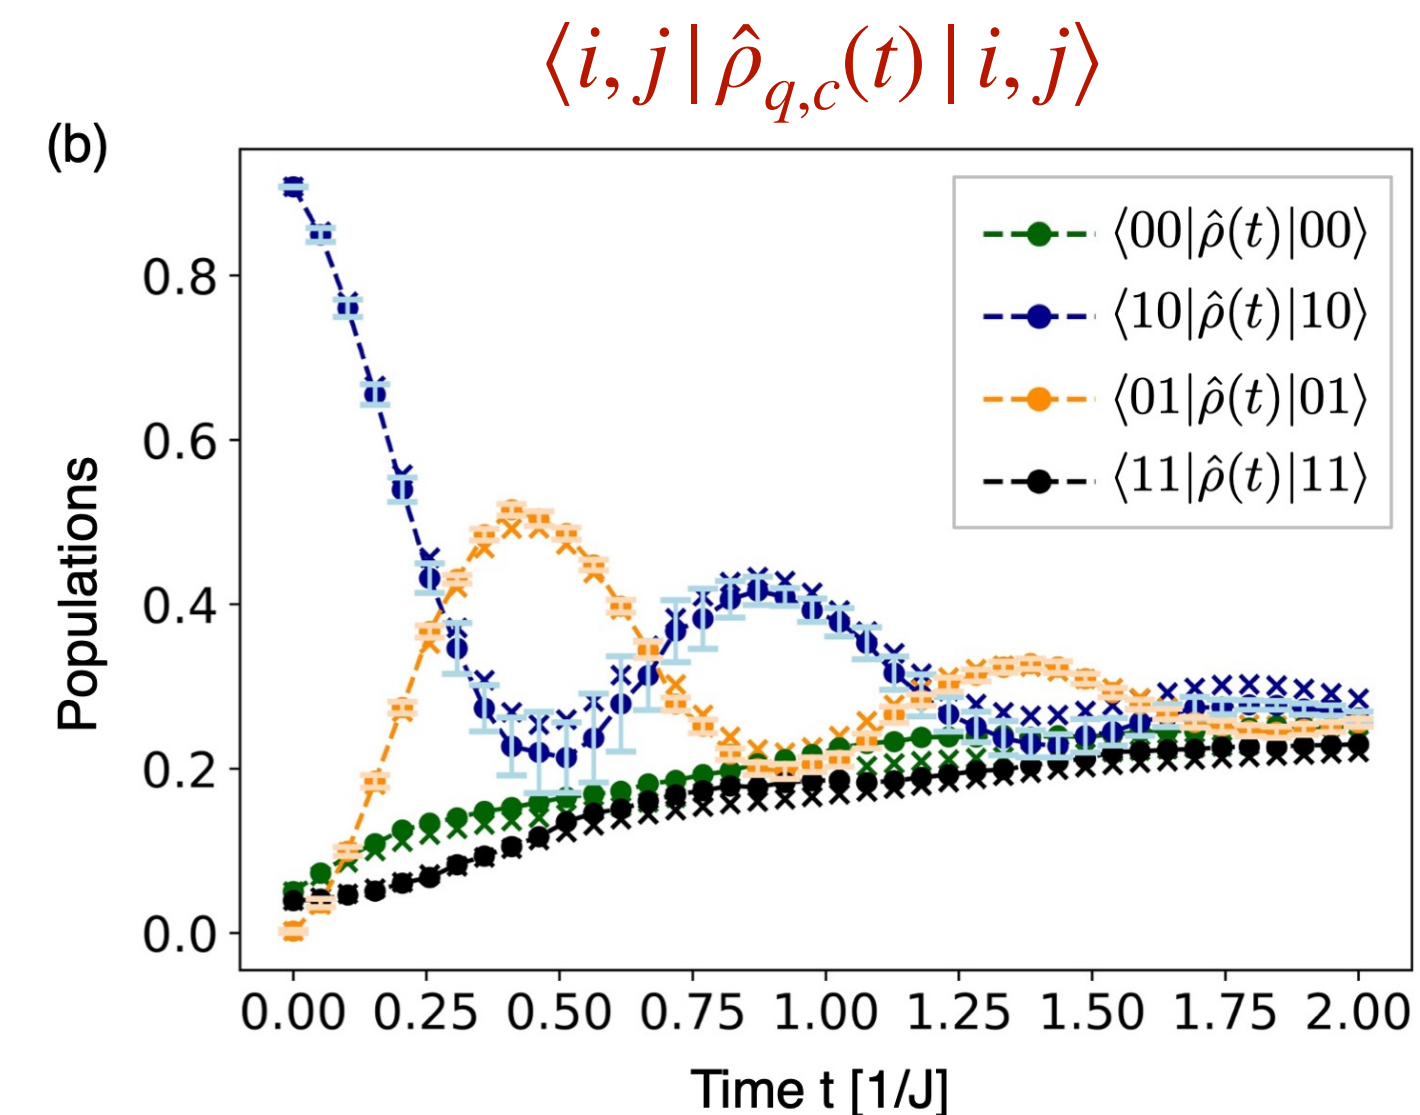 ⟨i, j | ρ̂_{q,c}(t) | i, j⟩
(b)
⟨00|ρ̂(t)|00⟩
⟨10|ρ̂(t)|10⟩
⟨01|ρ̂(t)|01⟩
⟨11|ρ̂(t)|11⟩
Populations
0.8
0.6
0.4
0.2
0.0
0.00 0.25 0.50 0.75 1.00 1.25 1.50 1.75 2.00
Time t [1/J]